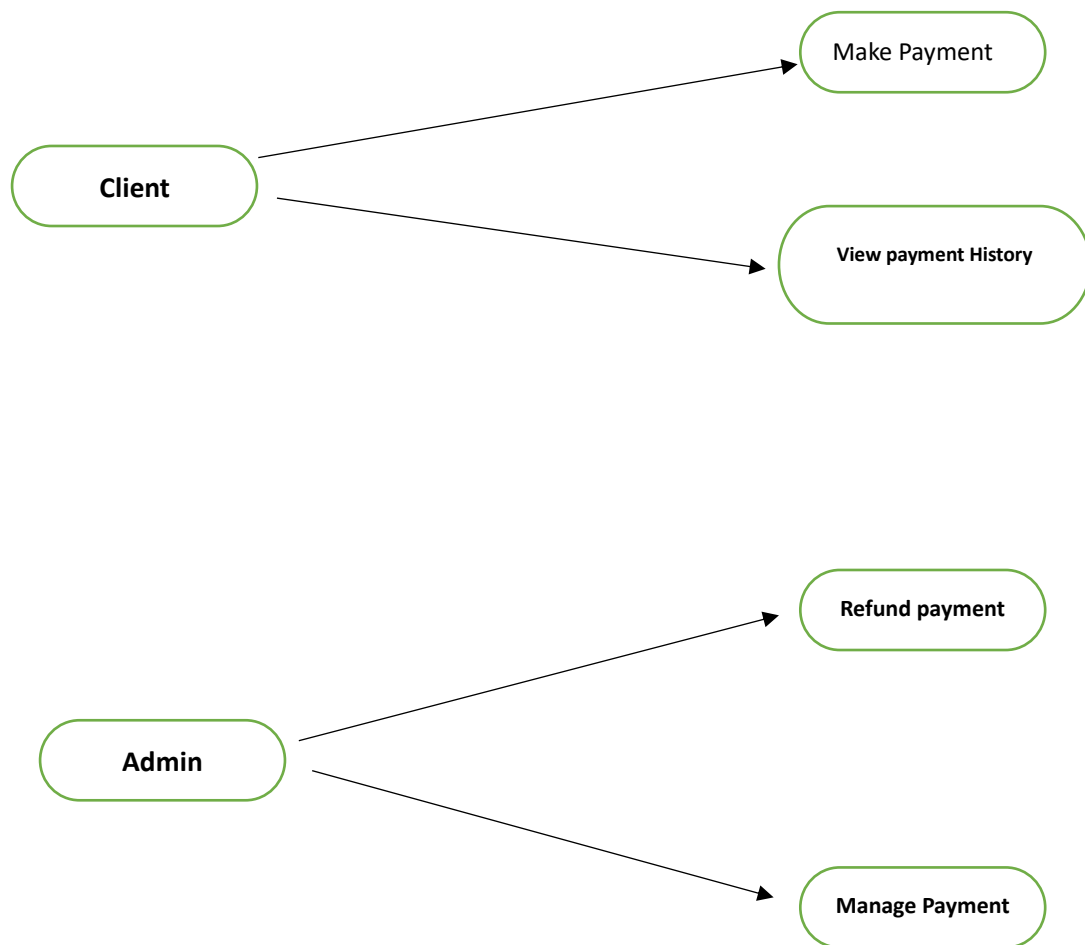 Make Payment
Client
View payment History
Refund payment
Admin
Manage Payment